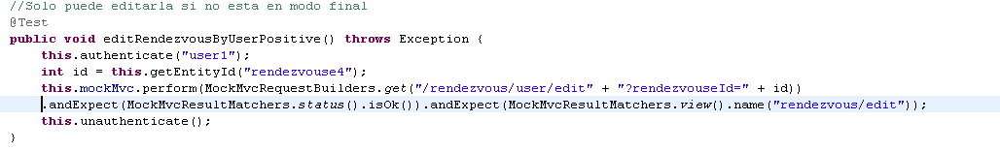 //Solo puede editarla si no esta en modo final
@Test
public void editRendezvousByUserPositive() throws Exception {
this.authenticate("user1");
int id = this.getEntityId("rendezvouse4");
this.mockMvc.perform(MockMvcRequestBuilders.get("/rendezvous/user/edit" + "?rendezvouseId=" + id))
.andExpect(MockMvcResultMatchers.status().isOk()).andExpect(MockMvcResultMatchers.view().name("rendezvous/edit"));
this.unauthenticate();
}